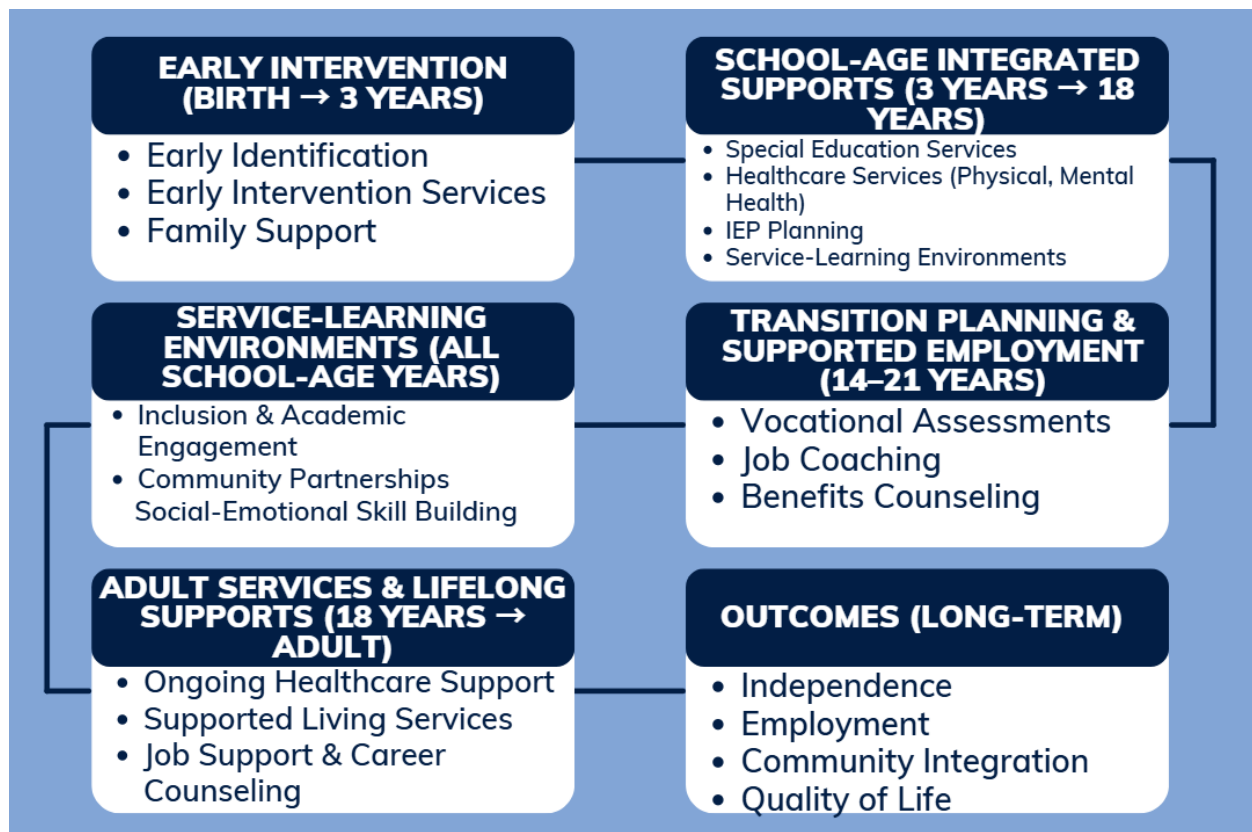 EARLY INTERVENTION
(BIRTH → 3 YEARS)
• Early Identification
• Early Intervention Services
• Family Support
SCHOOL-AGE INTEGRATED
SUPPORTS (3 YEARS → 18
YEARS)
• Special Education Services
• Healthcare Services (Physical, Mental
Health)
• IEP Planning
• Service-Learning Environments
SERVICE-LEARNING
ENVIRONMENTS (ALL
SCHOOL-AGE YEARS)
• Inclusion & Academic
Engagement
• Community Partnerships
Social-Emotional Skill Building
TRANSITION PLANNING &
SUPPORTED EMPLOYMENT
(14–21 YEARS)
• Vocational Assessments
• Job Coaching
• Benefits Counseling
ADULT SERVICES & LIFELONG
SUPPORTS (18 YEARS →
ADULT)
• Ongoing Healthcare Support
• Supported Living Services
• Job Support & Career
Counseling
OUTCOMES (LONG-TERM)
• Independence
• Employment
• Community Integration
• Quality of Life